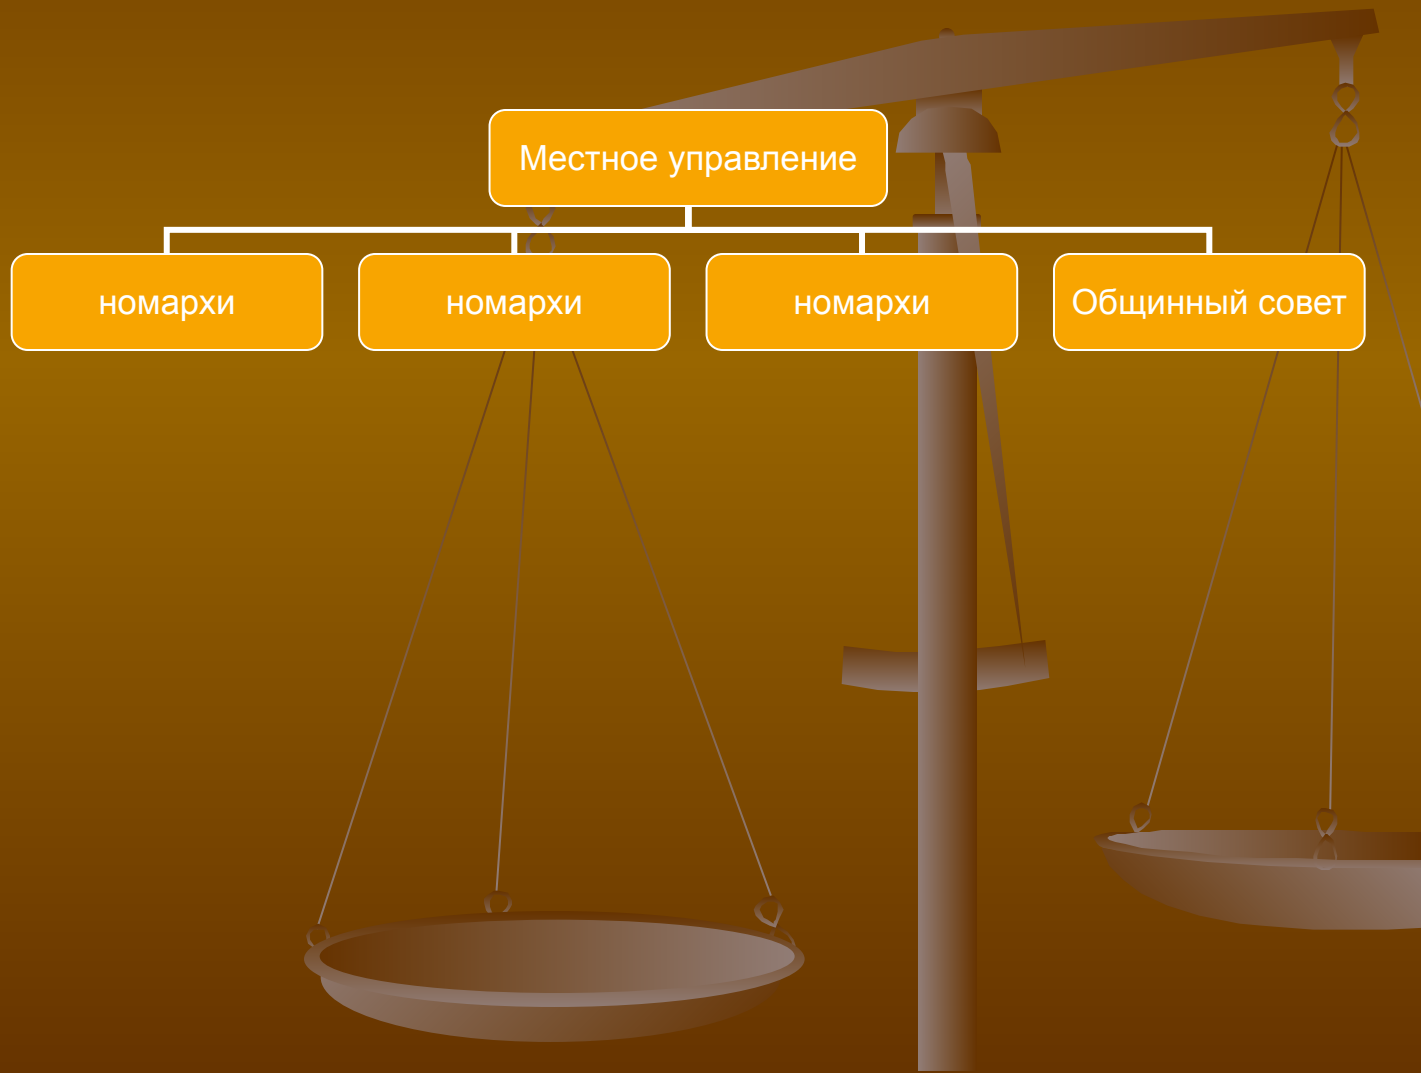 Местное управление
номархи
номархи
номархи
Общинный совет